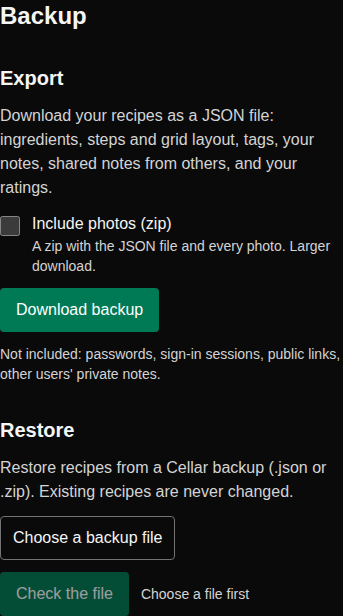 Backup
Export
Download your recipes as a JSON file:
ingredients, steps and grid layout, tags, your
notes, shared notes from others, and your
ratings.
Include photos (zip)
A zip with the JSON file and every photo. Larger
download.
Download backup
Not included: passwords, sign-in sessions, public links,
other users' private notes.
Restore
Restore recipes from a Cellar backup (.json or
.zip). Existing recipes are never changed.
Choose a backup file
Check the file Choose a file first